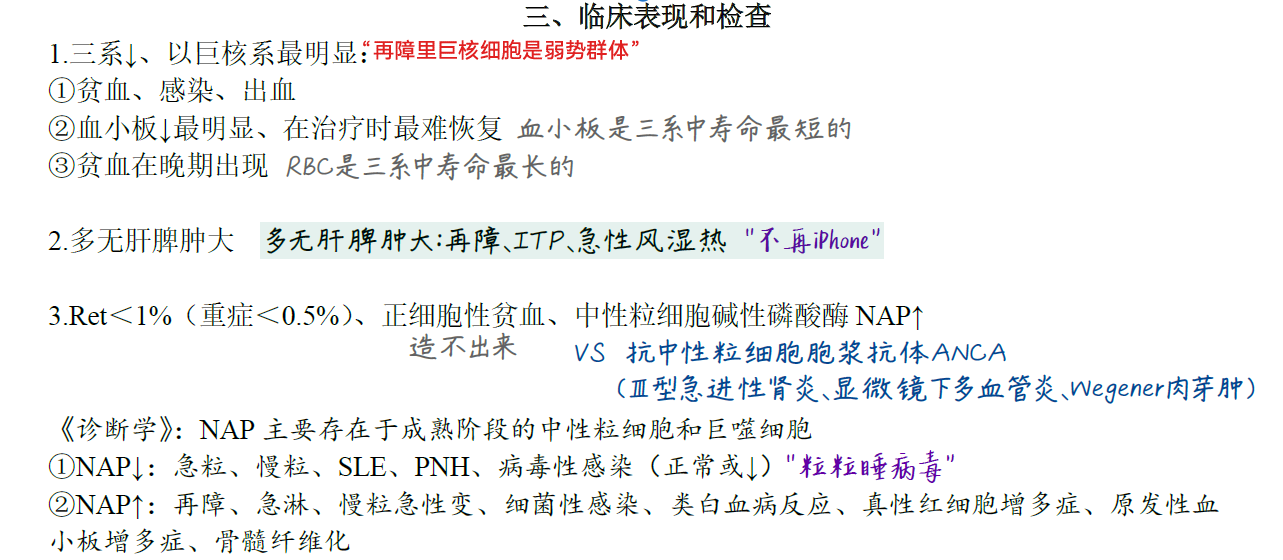 三、临床表现和检查
1.三系↓、以巨核系最明显：“再障里巨核细胞是弱势群体”
①贫血、感染、出血
②血小板↓最明显、在治疗时最难恢复 血小板是三系中寿命最短的
③贫血在晚期出现 RBC是三系中寿命最长的
2.多无肝脾肿大 多无肝脾肿大：再障、ITP、急性风湿热 "不再iPhone"
3.Ret＜1%（重症＜0.5%）、正细胞性贫血、中性粒细胞碱性磷酸酶 NAP↑
造不出来 VS 抗中性粒细胞胞浆抗体ANCA
（Ⅲ型急进性肾炎、显微镜下多血管炎、Wegener肉芽肿）
《诊断学》：NAP 主要存在于成熟阶段的中性粒细胞和巨噬细胞
①NAP↓：急粒、慢粒、SLE、PNH、病毒性感染（正常或↓）"粒粒睡病毒"
②NAP↑：再障、急淋、慢粒急性变、细菌性感染、类白血病反应、真性红细胞增多症、原发性血
小板增多症、骨髓纤维化